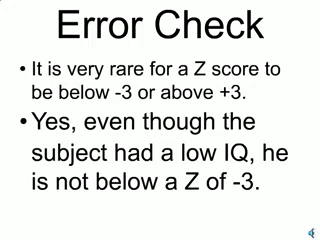 Error Check
• It is very rare for a Z score to
be below -3 or above +3.
• Yes, even though the
subject had a low IQ, he
is not below a Z of -3.